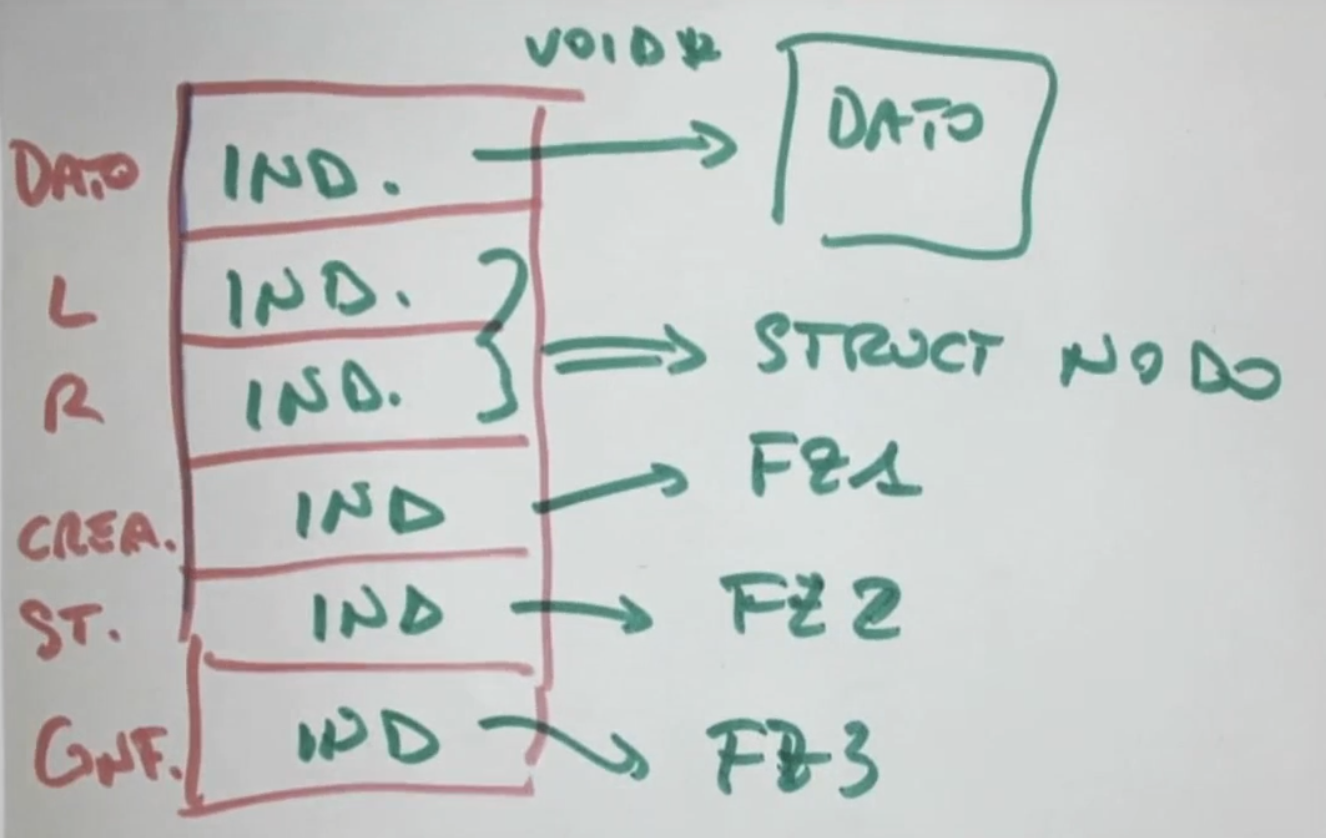 VOID*
DATO IND. → DATO
L IND.
R IND. ⇒ STRUCT NODO
CREA. IND → FZ1
ST. IND → FZ2
CONF. IND → FZ3